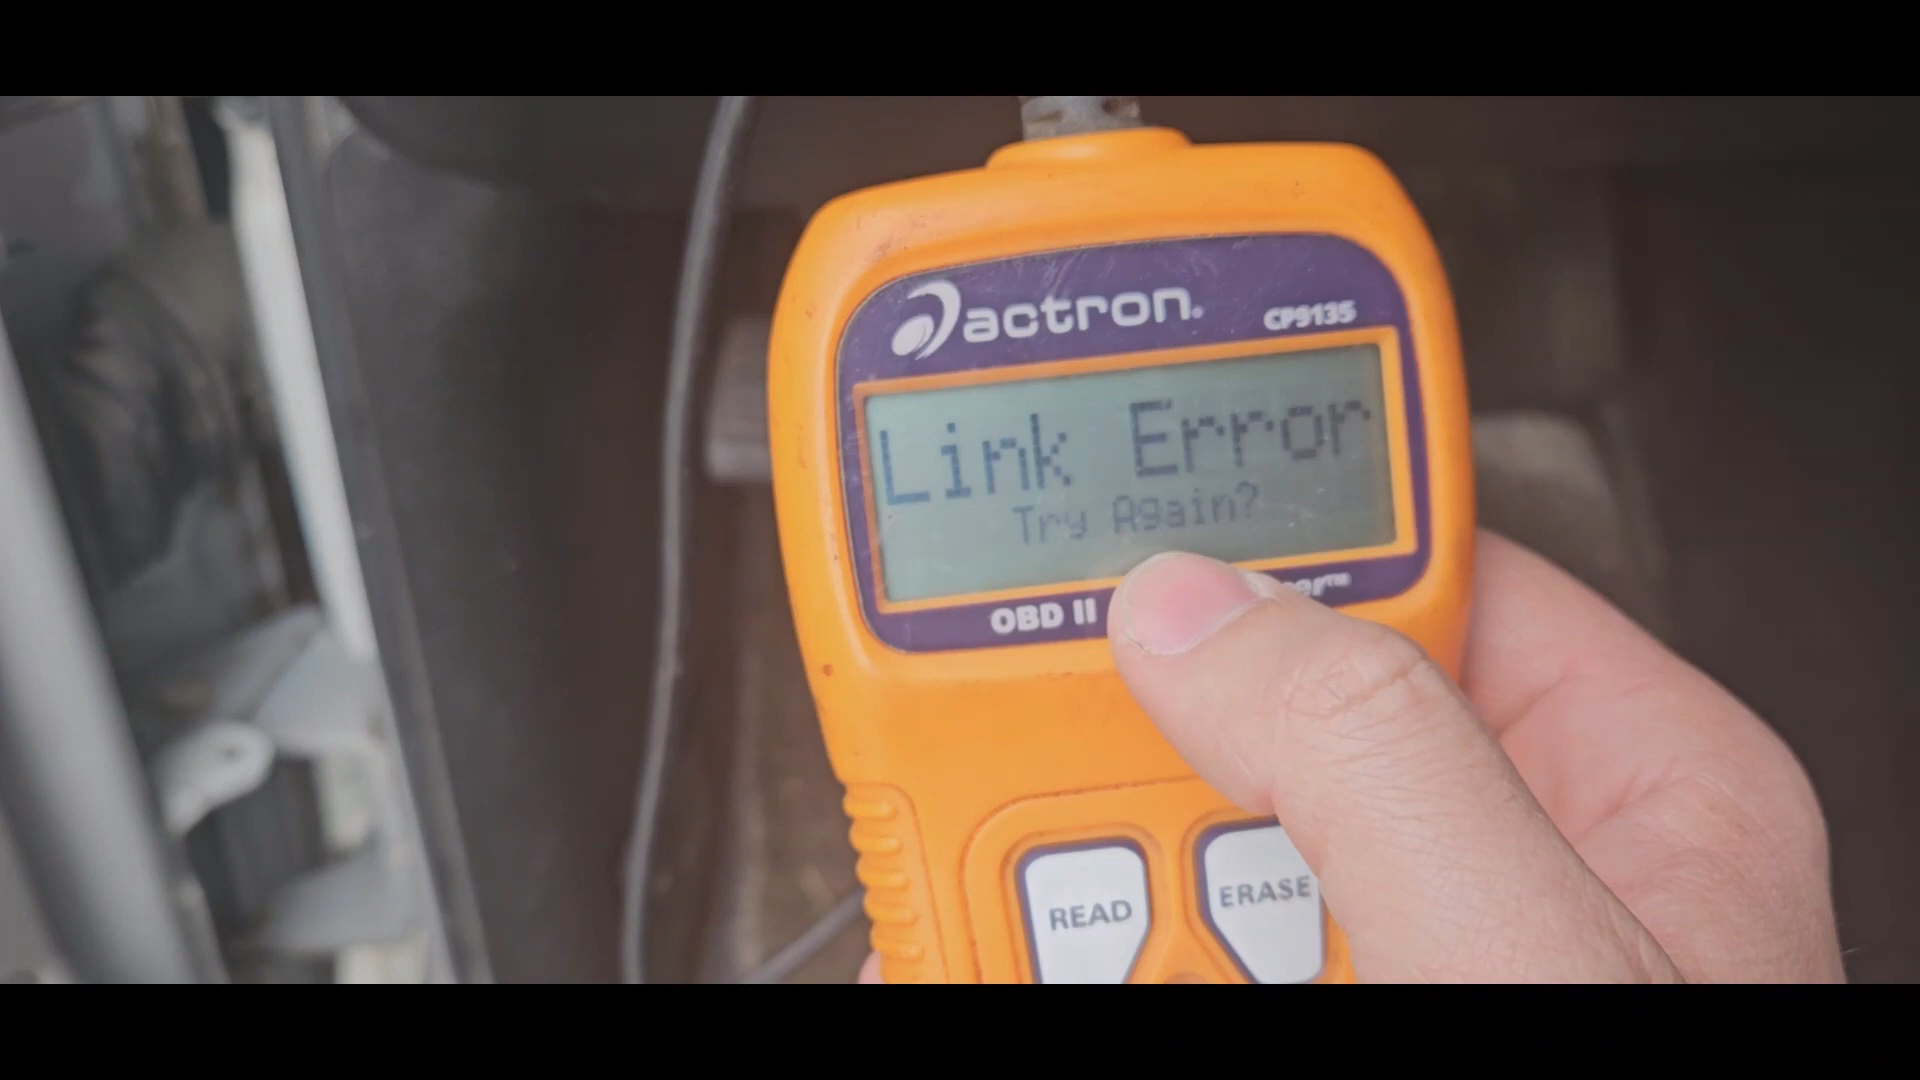 actron
CP9135
Link Error
Try Again?
OBD II
READ
ERASE